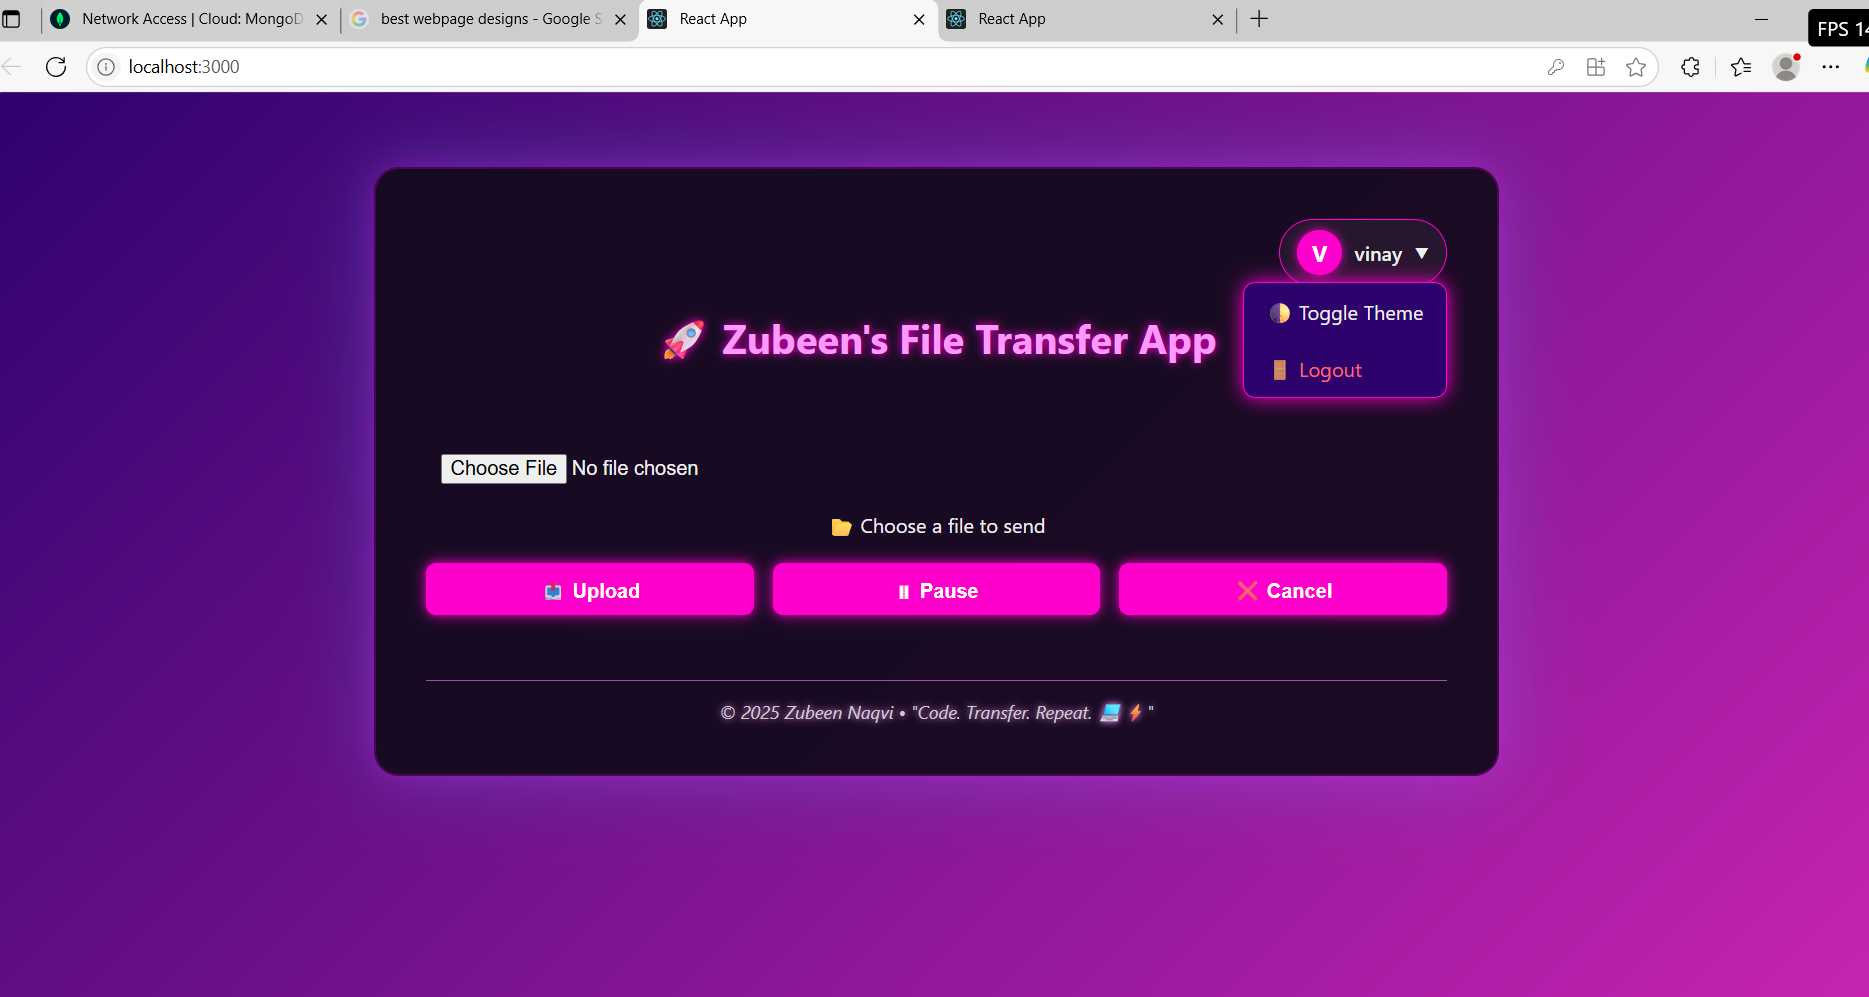 Network Access | Cloud: MongoD
best webpage designs - Google S
React App
React App
FPS 14
localhost:3000
V vinay ▼
🌗 Toggle Theme
🚪 Logout
🚀 Zubeen's File Transfer App
Choose File No file chosen
📂 Choose a file to send
📤 Upload
⏸ Pause
❌ Cancel
© 2025 Zubeen Naqvi • "Code. Transfer. Repeat. 💻⚡"